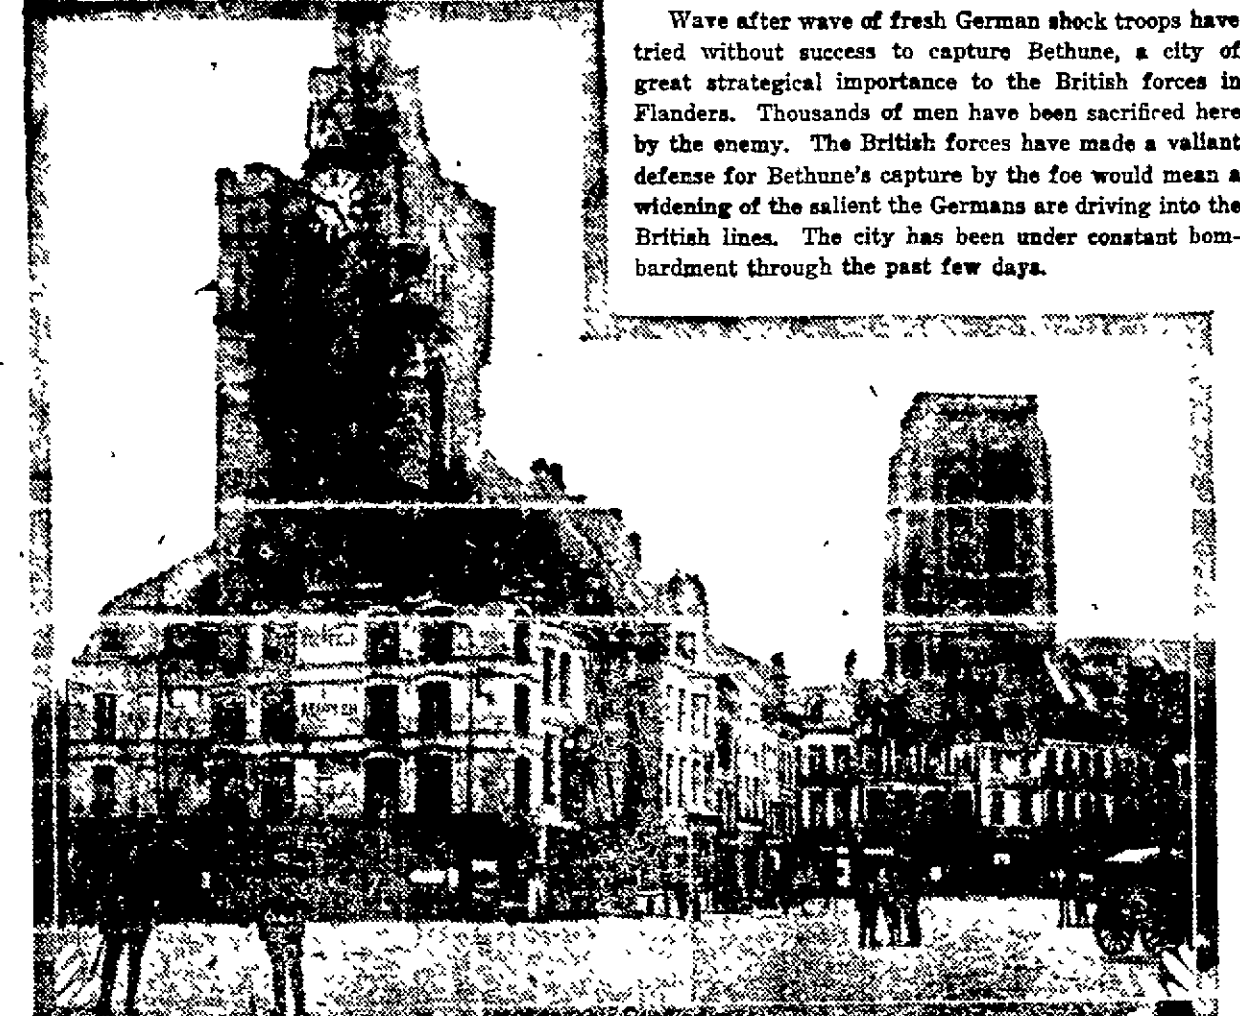 Wave after wave of fresh German shock troops have
tried without success to capture Bethune, a city of
great strategical importance to the British forces in
Flanders. Thousands of men have been sacrificed here
by the enemy. The British forces have made a valiant
defense for Bethune's capture by the foe would mean a
widening of the salient the Germans are driving into the
British lines. The city has been under constant bom-
bardment through the past few days.